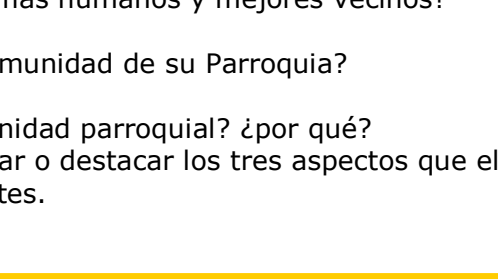 más humanos y mejores vecinos?
munidad de su Parroquia?
nidad parroquial? ¿por qué?
ar o destacar los tres aspectos que el
tes.